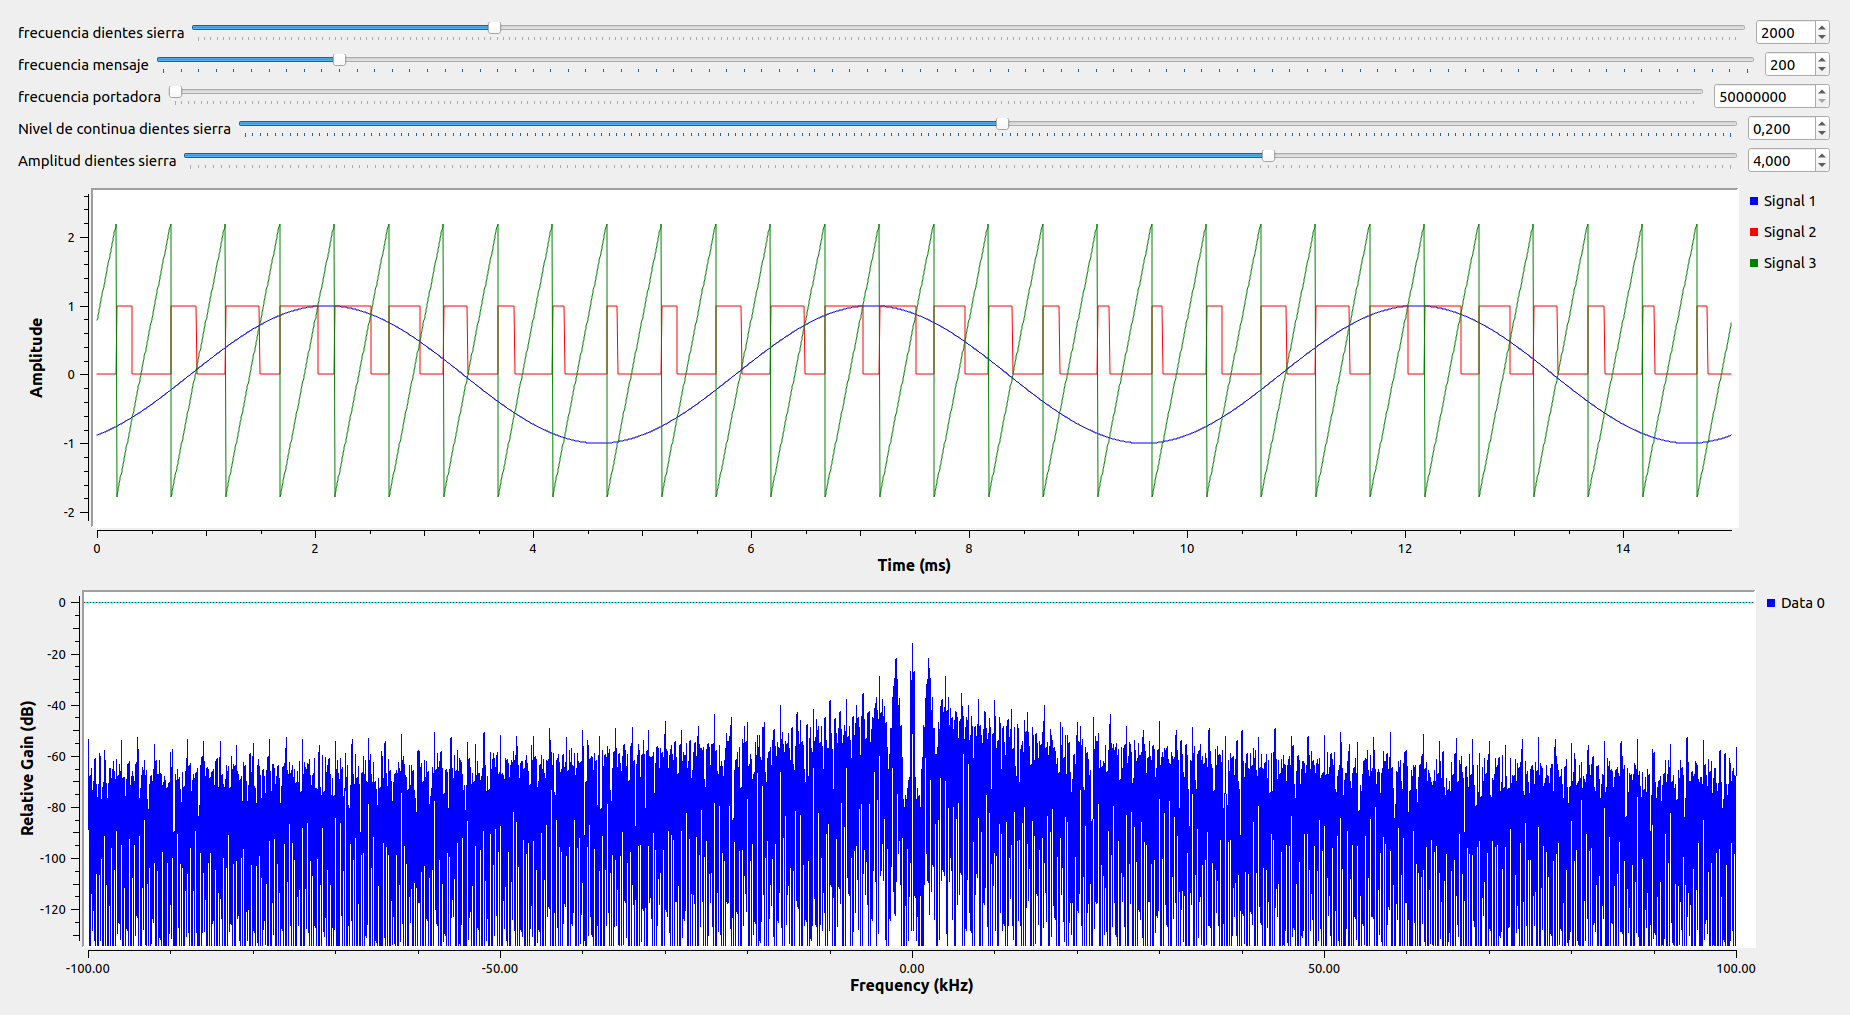 frecuencia dientes sierra 2000
frecuencia mensaje 200
frecuencia portadora 50000000
Nivel de continua dientes sierra 0,200
Amplitud dientes sierra 4,000
Signal 1
Signal 2
Signal 3
Amplitude
2
1
0
-1
-2
0 2 4 6 8 10 12 14
Time (ms)
Data 0
Relative Gain (dB)
0
-20
-40
-60
-80
-100
-120
-100.00 -50.00 0.00 50.00 100.00
Frequency (kHz)